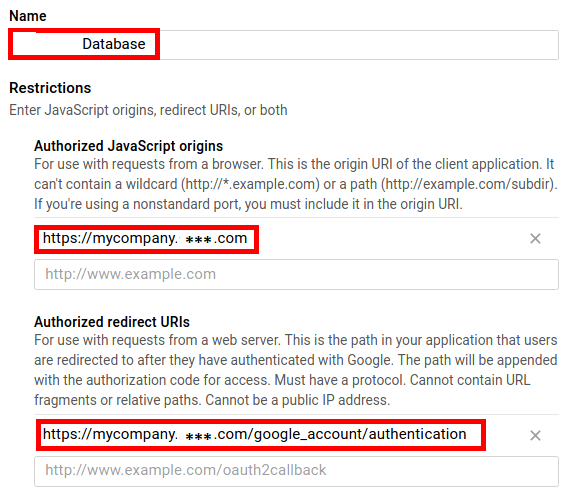 Name
Database
Restrictions
Enter JavaScript origins, redirect URIs, or both
Authorized JavaScript origins
For use with requests from a browser. This is the origin URI of the client application. It
can't contain a wildcard (http://*.example.com) or a path (http://example.com/subdir).
If you're using a nonstandard port, you must include it in the origin URI.
https://mycompany. ***.com
http://www.example.com
Authorized redirect URIs
For use with requests from a web server. This is the path in your application that users
are redirected to after they have authenticated with Google. The path will be appended
with the authorization code for access. Must have a protocol. Cannot contain URL
fragments or relative paths. Cannot be a public IP address.
https://mycompany. ***.com/google_account/authentication
http://www.example.com/oauth2callback